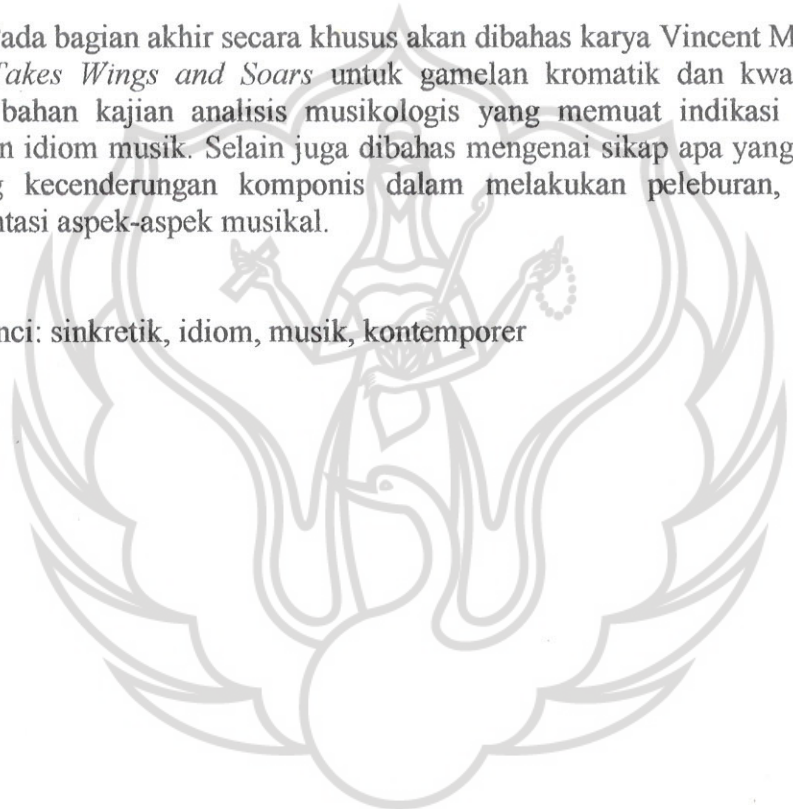 ada bagian akhir secara khusus akan dibahas karya Vincent M
Takes Wings and Soars untuk gamelan kromatik dan kwa
bahan kajian analisis musikologis yang memuat indikasi
n idiom musik. Selain juga dibahas mengenai sikap apa yang
g kecenderungan komponis dalam melakukan peleburan,
ntasi aspek-aspek musikal.
nci: sinkretik, idiom, musik, kontemporer